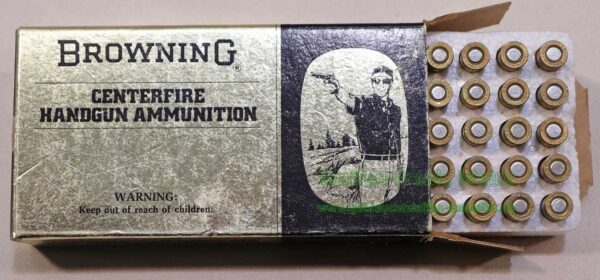 BROWNING®
CENTERFIRE
HANDGUN AMMUNITION
WARNING:
Keep out of reach of children.